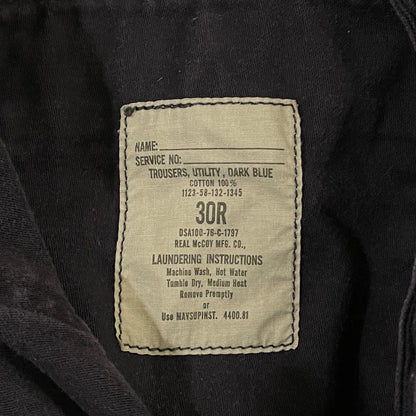 NAME:
SERVICE NO:
TROUSERS, UTILITY, DARK BLUE
COTTON 100%
1123-58-132-1345
30R
DSA100-76-C-1797
REAL McCOY MFG. CO.,
LAUNDERING INSTRUCTIONS
Machine Wash, Hot Water
Tumble Dry, Medium Heat
Remove Promptly
or
Use MAVSUPINST. 4400.81